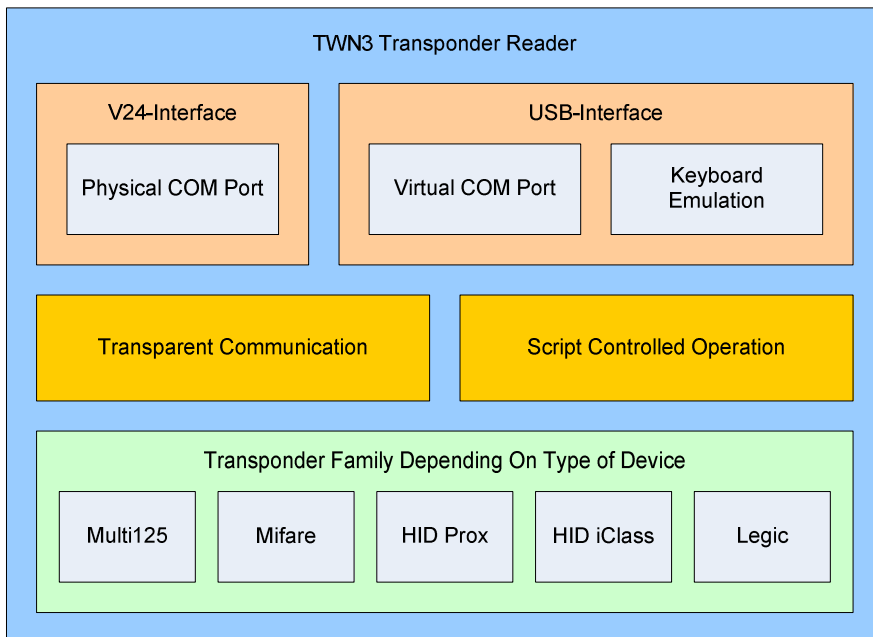 TWN3 Transponder Reader
V24-Interface
Physical COM Port
USB-Interface
Virtual COM Port
Keyboard
Emulation
Transparent Communication
Script Controlled Operation
Transponder Family Depending On Type of Device
Multi125
Mifare
HID Prox
HID iClass
Legic